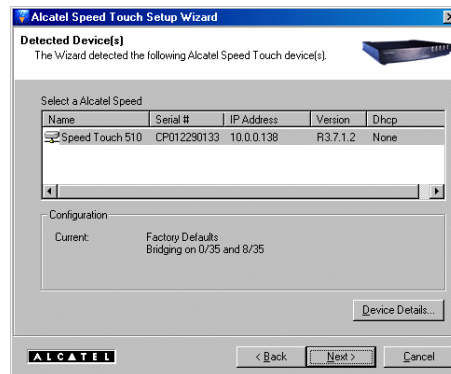 Alcatel Speed Touch Setup Wizard
Detected Device(s)
The Wizard detected the following Alcatel Speed Touch device(s).
Select a Alcatel Speed
Name Serial # IP Address Version Dhcp
Speed Touch 510 CP012290133 10.0.0.138 R3.7.1.2 None
Configuration
Current: Factory Defaults
Bridging on 0/35 and 8/35
Device Details...
ALCATEL < Back Next > Cancel